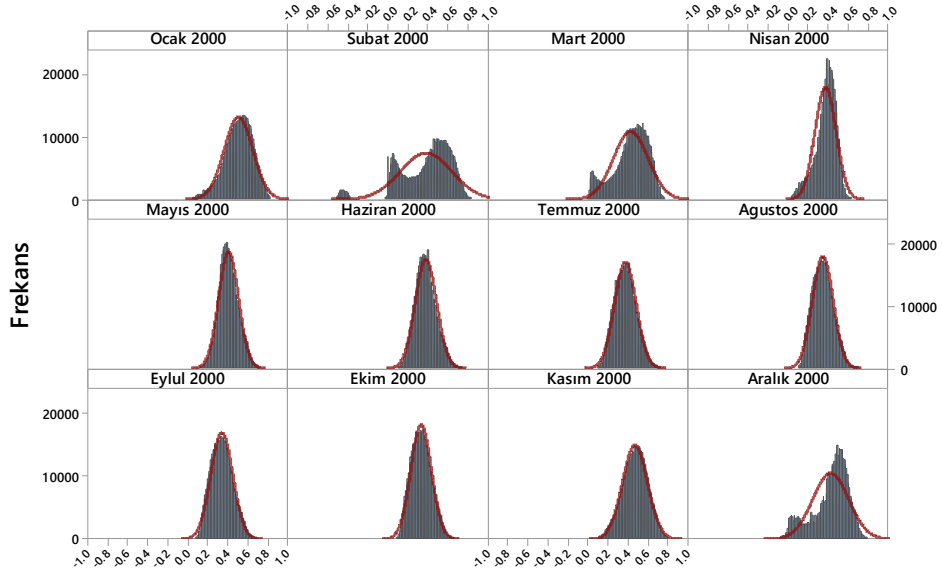 -1.0 -0.8 -0.6 -0.4 -0.2 0.0 0.2 0.4 0.6 0.8 1.0 -1.0 -0.8 -0.6 -0.4 -0.2 0.0 0.2 0.4 0.6 0.8 1.0
Ocak 2000 Subat 2000 Mart 2000 Nisan 2000
20000
10000
0
Mayıs 2000 Haziran 2000 Temmuz 2000 Agustos 2000
20000
10000
0
Frekans
Eylul 2000 Ekim 2000 Kasım 2000 Aralık 2000
20000
10000
0
-1.0 -0.8 -0.6 -0.4 -0.2 0.0 0.2 0.4 0.6 0.8 1.0 -1.0 -0.8 -0.6 -0.4 -0.2 0.0 0.2 0.4 0.6 0.8 1.0